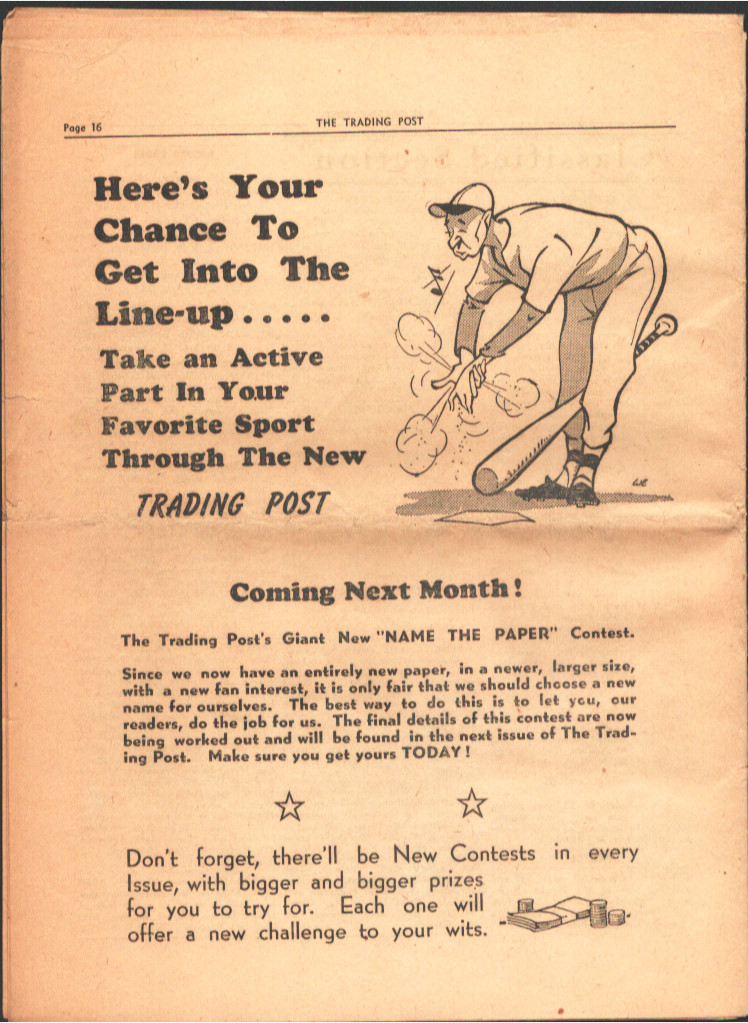 Page 16
THE TRADING POST
Here's Your
Chance To
Get Into The
Line-up.....
Take an Active
Part In Your
Favorite Sport
Through The New
TRADING POST
Coming Next Month!
The Trading Post's Giant New "NAME THE PAPER" Contest.
Since we now have an entirely new paper, in a newer, larger size,
with a new fan interest, it is only fair that we should choose a new
name for ourselves. The best way to do this is to let you, our
readers, do the job for us. The final details of this contest are now
being worked out and will be found in the next issue of The Trad-
ing Post. Make sure you get yours TODAY!
Don't forget, there'll be New Contests in every
Issue, with bigger and bigger prizes
for you to try for. Each one will
offer a new challenge to your wits.